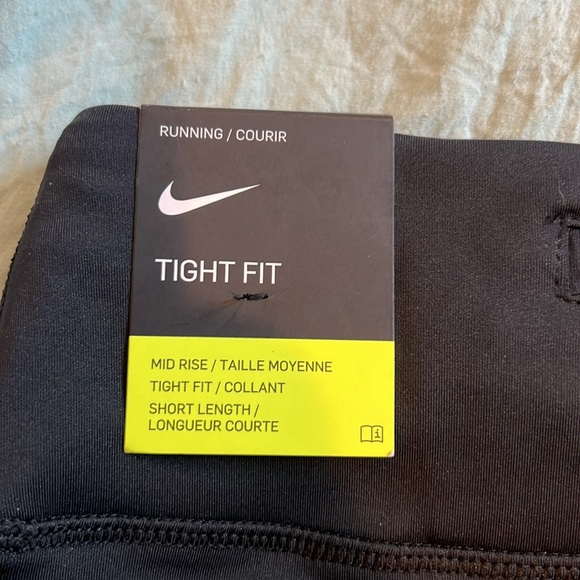 RUNNING / COURIR
TIGHT FIT
MID RISE / TAILLE MOYENNE
TIGHT FIT / COLLANT
SHORT LENGTH /
LONGUEUR COURTE
i